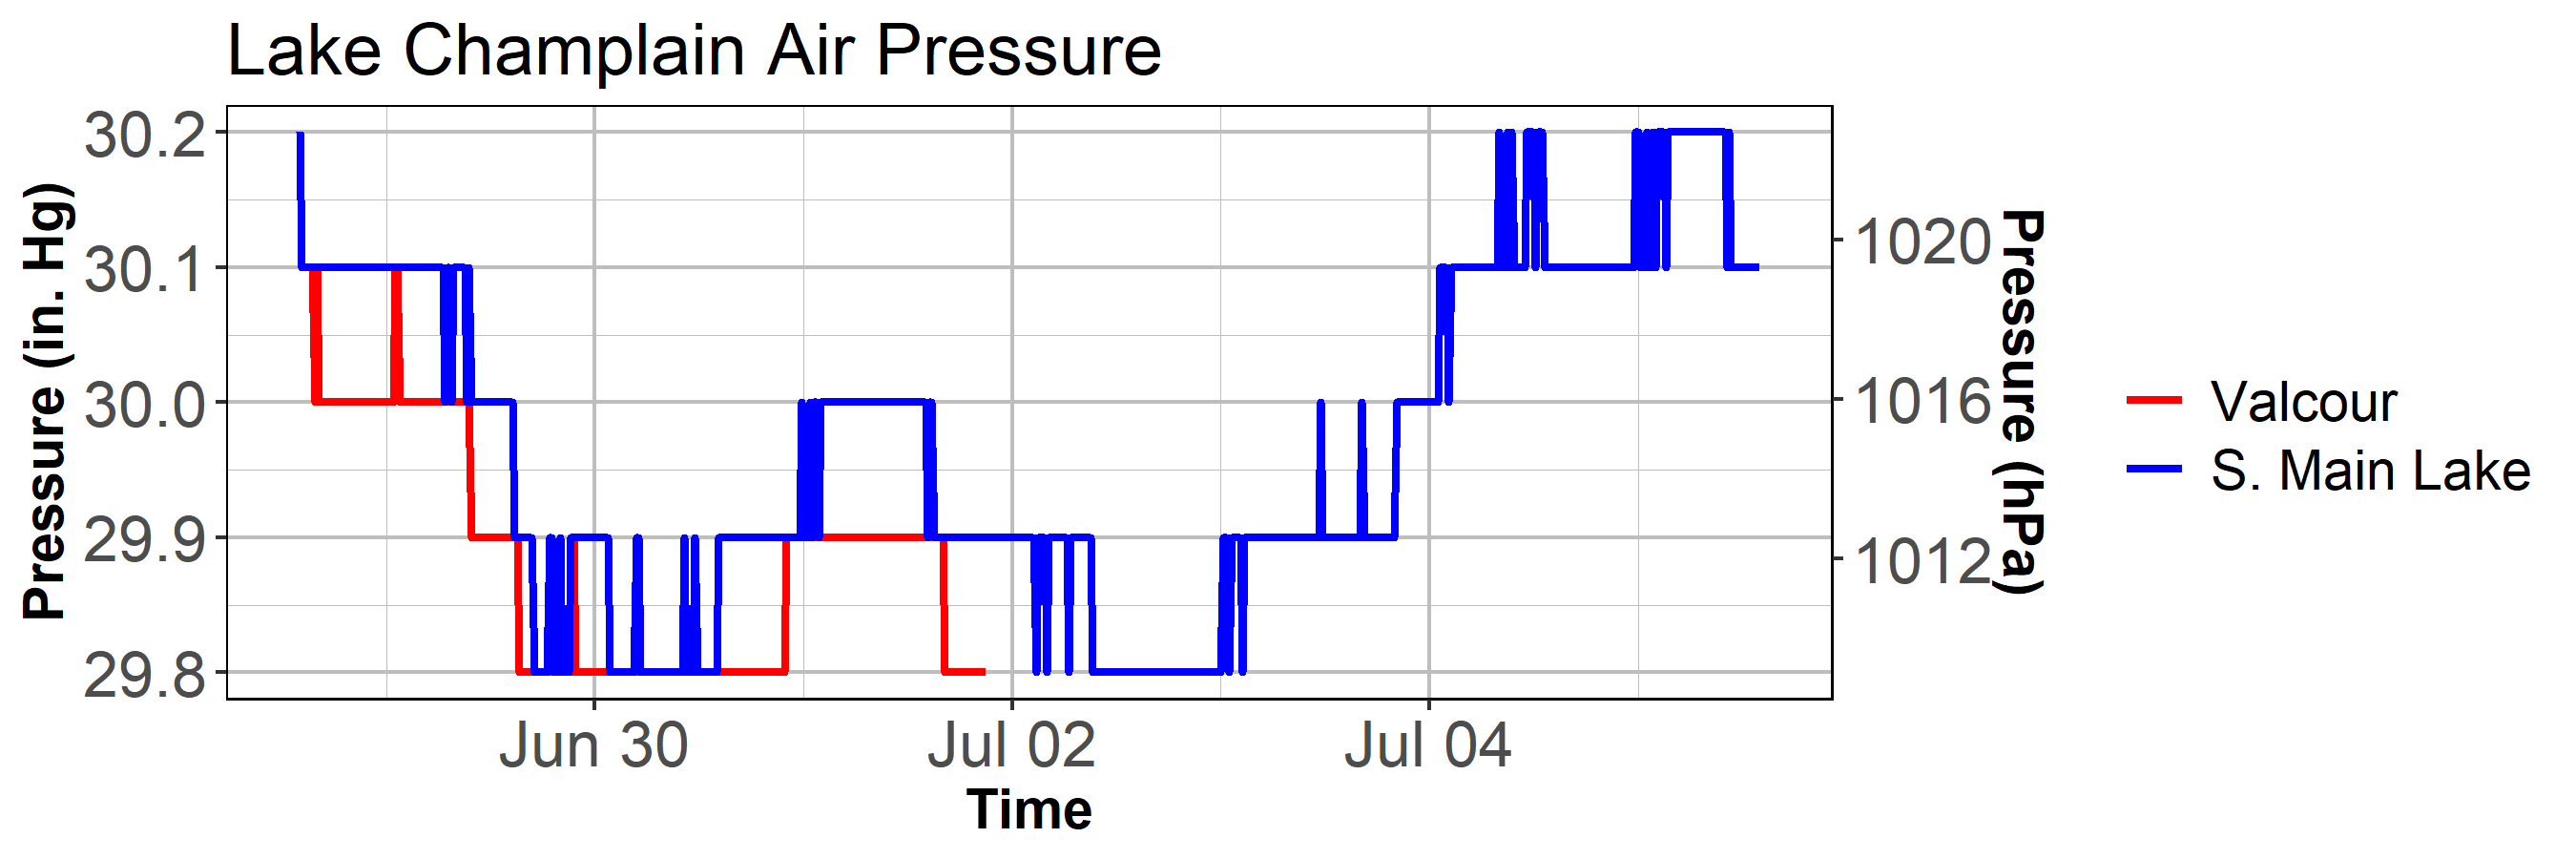 Lake Champlain Air Pressure
Pressure (in. Hg)
30.2
30.1
30.0
29.9
29.8
1020
1016
1012
Pressure (hPa)
Jun 30
Jul 02
Jul 04
Time
Valcour
S. Main Lake